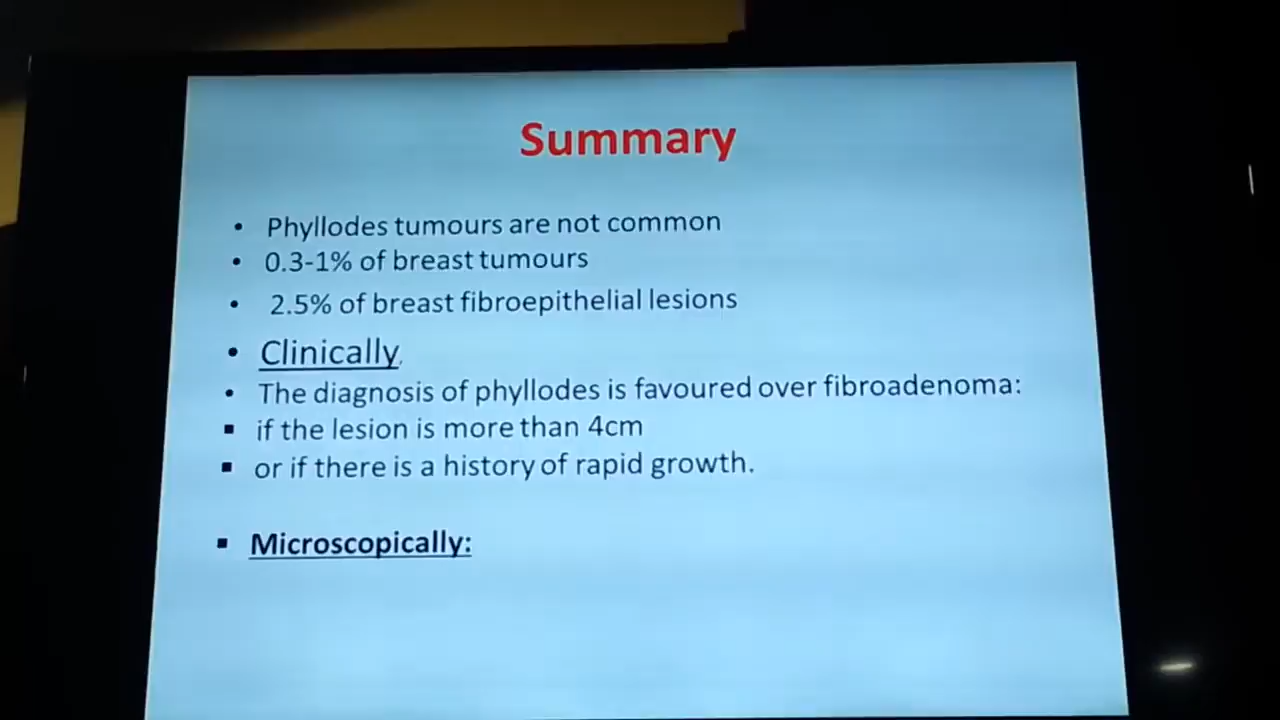 Summary
• Phyllodes tumours are not common
• 0.3-1% of breast tumours
• 2.5% of breast fibroepithelial lesions
• Clinically,
• The diagnosis of phyllodes is favoured over fibroadenoma:
▪ if the lesion is more than 4cm
▪ or if there is a history of rapid growth.
▪ Microscopically: